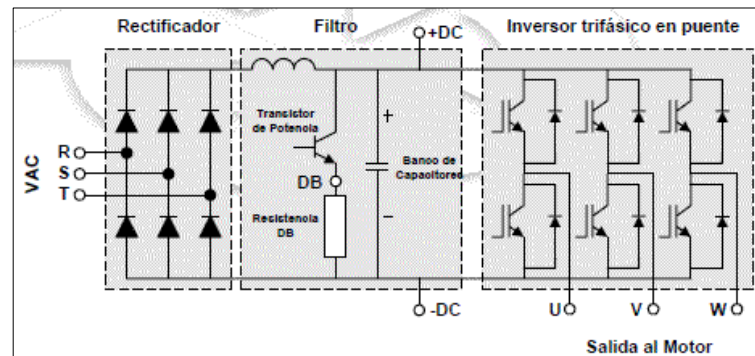 Rectificador
Filtro
+DC
Inversor trifásico en puente
Transistor
de Potencia
VAC
R
S
T
DB
+
Banco de
Capacitores
Resistencia
DB
−
-DC
U
V
W
Salida al Motor